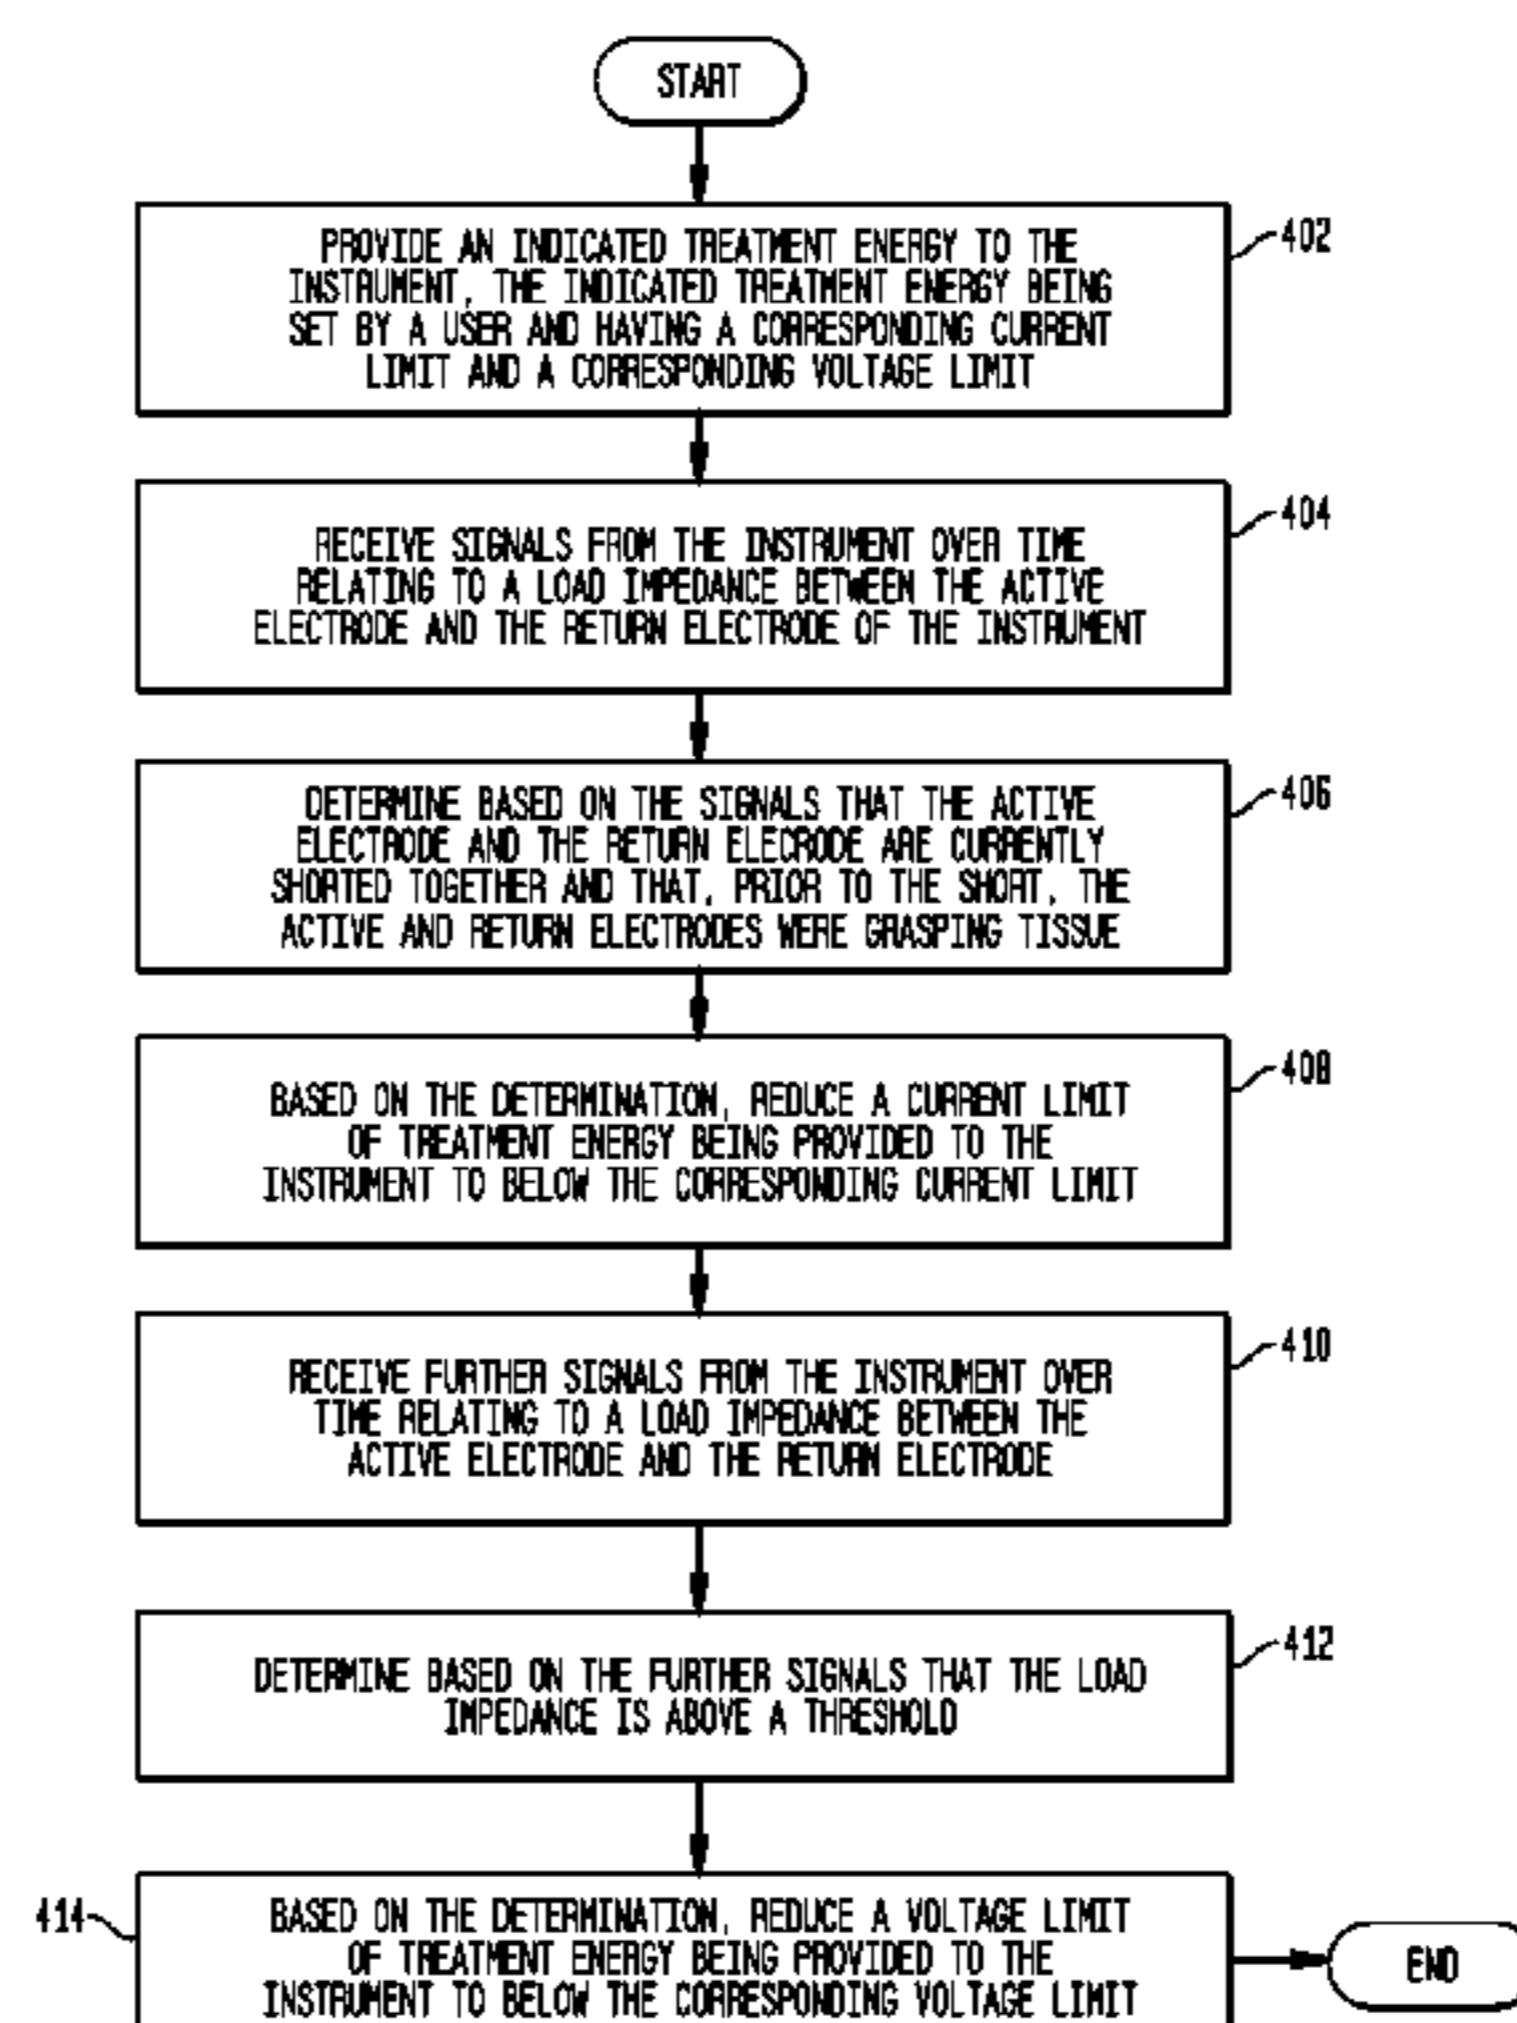 START
PROVIDE AN INDICATED TREATMENT ENERGY TO THE
INSTRUMENT, THE INDICATED TREATMENT ENERGY BEING
SET BY A USER AND HAVING A CORRESPONDING CURRENT
LIMIT AND A CORRESPONDING VOLTAGE LIMIT
402
RECEIVE SIGNALS FROM THE INSTRUMENT OVER TIME
RELATING TO A LOAD IMPEDANCE BETWEEN THE ACTIVE
ELECTRODE AND THE RETURN ELECTRODE OF THE INSTRUMENT
404
DETERMINE BASED ON THE SIGNALS THAT THE ACTIVE
ELECTRODE AND THE RETURN ELECRODE ARE CURRENTLY
SHORTED TOGETHER AND THAT, PRIOR TO THE SHORT, THE
ACTIVE AND RETURN ELECTRODES WERE GRASPING TISSUE
406
BASED ON THE DETERMINATION, REDUCE A CURRENT LIMIT
OF TREATMENT ENERGY BEING PROVIDED TO THE
INSTRUMENT TO BELOW THE CORRESPONDING CURRENT LIMIT
408
RECEIVE FURTHER SIGNALS FROM THE INSTRUMENT OVER
TIME RELATING TO A LOAD IMPEDANCE BETWEEN THE
ACTIVE ELECTRODE AND THE RETURN ELECTRODE
410
DETERMINE BASED ON THE FURTHER SIGNALS THAT THE LOAD
IMPEDANCE IS ABOVE A THRESHOLD
412
414
BASED ON THE DETERMINATION, REDUCE A VOLTAGE LIMIT
OF TREATMENT ENERGY BEING PROVIDED TO THE
INSTRUMENT TO BELOW THE CORRESPONDING VOLTAGE LIMIT
END